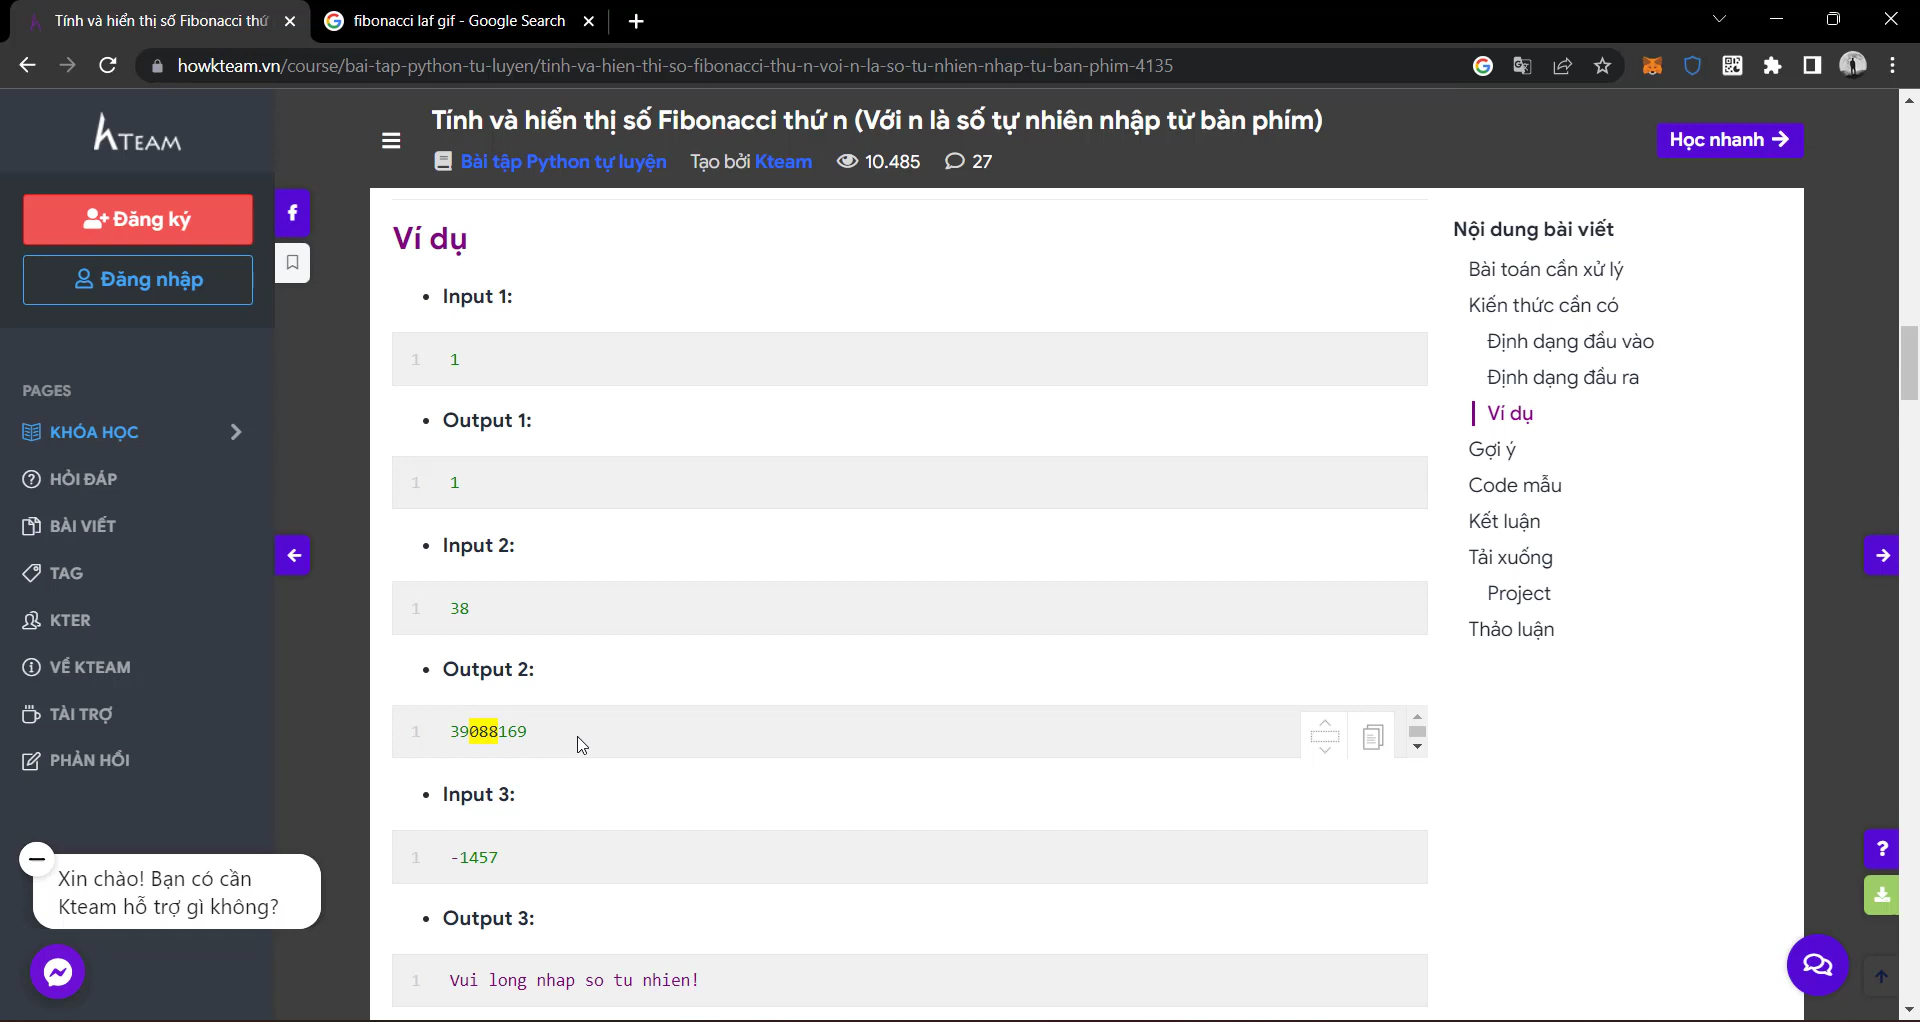 Tính và hiển thị số Fibonacci thứ
fibonacci laf gif - Google Search
howkteam.vn/course/bai-tap-python-tu-luyen/tinh-va-hien-thi-so-fibonacci-thu-n-voi-n-la-so-tu-nhien-nhap-tu-ban-phim-4135
KTEAM
Đăng ký
Đăng nhập
PAGES
KHÓA HỌC
HỎI ĐÁP
BÀI VIẾT
TAG
KTER
VỀ KTEAM
TÀI TRỢ
PHẢN HỒI
Xin chào! Bạn có cần
Kteam hỗ trợ gì không?
Tính và hiển thị số Fibonacci thứ n (Với n là số tự nhiên nhập từ bàn phím)
Bài tập Python tự luyện Tạo bởi Kteam 10.485 27
Học nhanh
Ví dụ
Input 1:
1 1
Output 1:
1 1
Input 2:
1 38
Output 2:
1 39088169
Input 3:
1 -1457
Output 3:
1 Vui long nhap so tu nhien!
Nội dung bài viết
Bài toán cần xử lý
Kiến thức cần có
Định dạng đầu vào
Định dạng đầu ra
Ví dụ
Gợi ý
Code mẫu
Kết luận
Tải xuống
Project
Thảo luận